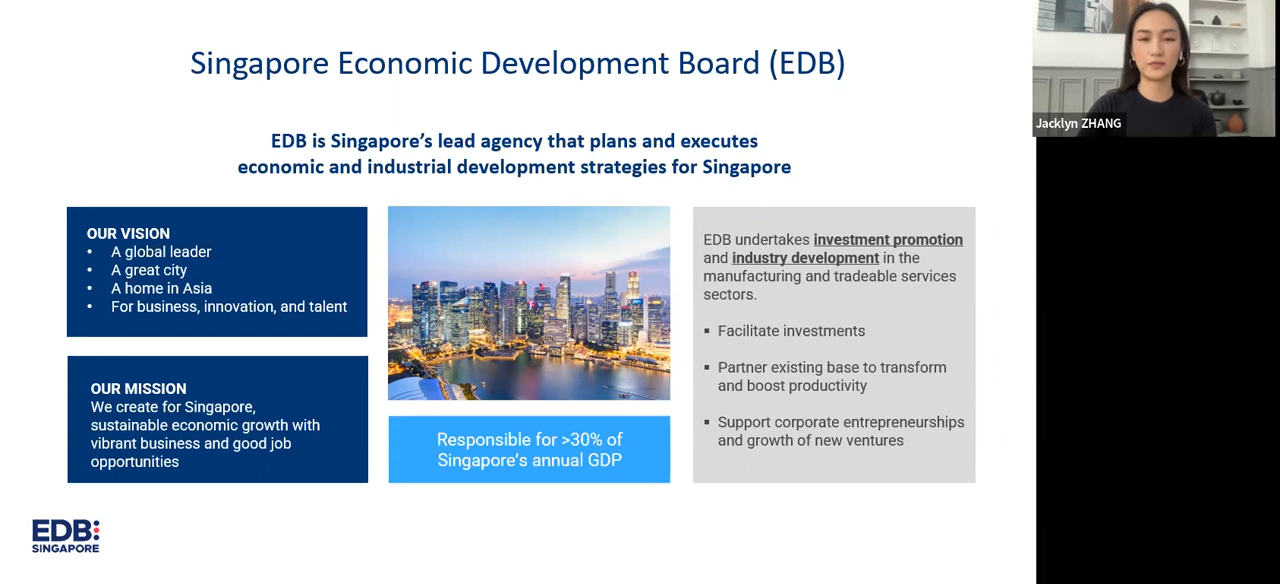 Singapore Economic Development Board (EDB)
EDB is Singapore’s lead agency that plans and executes
economic and industrial development strategies for Singapore
OUR VISION
• A global leader
• A great city
• A home in Asia
• For business, innovation, and talent
OUR MISSION
We create for Singapore,
sustainable economic growth with
vibrant business and good job
opportunities
Responsible for >30% of
Singapore’s annual GDP
EDB undertakes investment promotion
and industry development in the
manufacturing and tradeable services
sectors.
▪ Facilitate investments
▪ Partner existing base to transform
and boost productivity
▪ Support corporate entrepreneurships
and growth of new ventures
EDB:
SINGAPORE
Jacklyn ZHANG